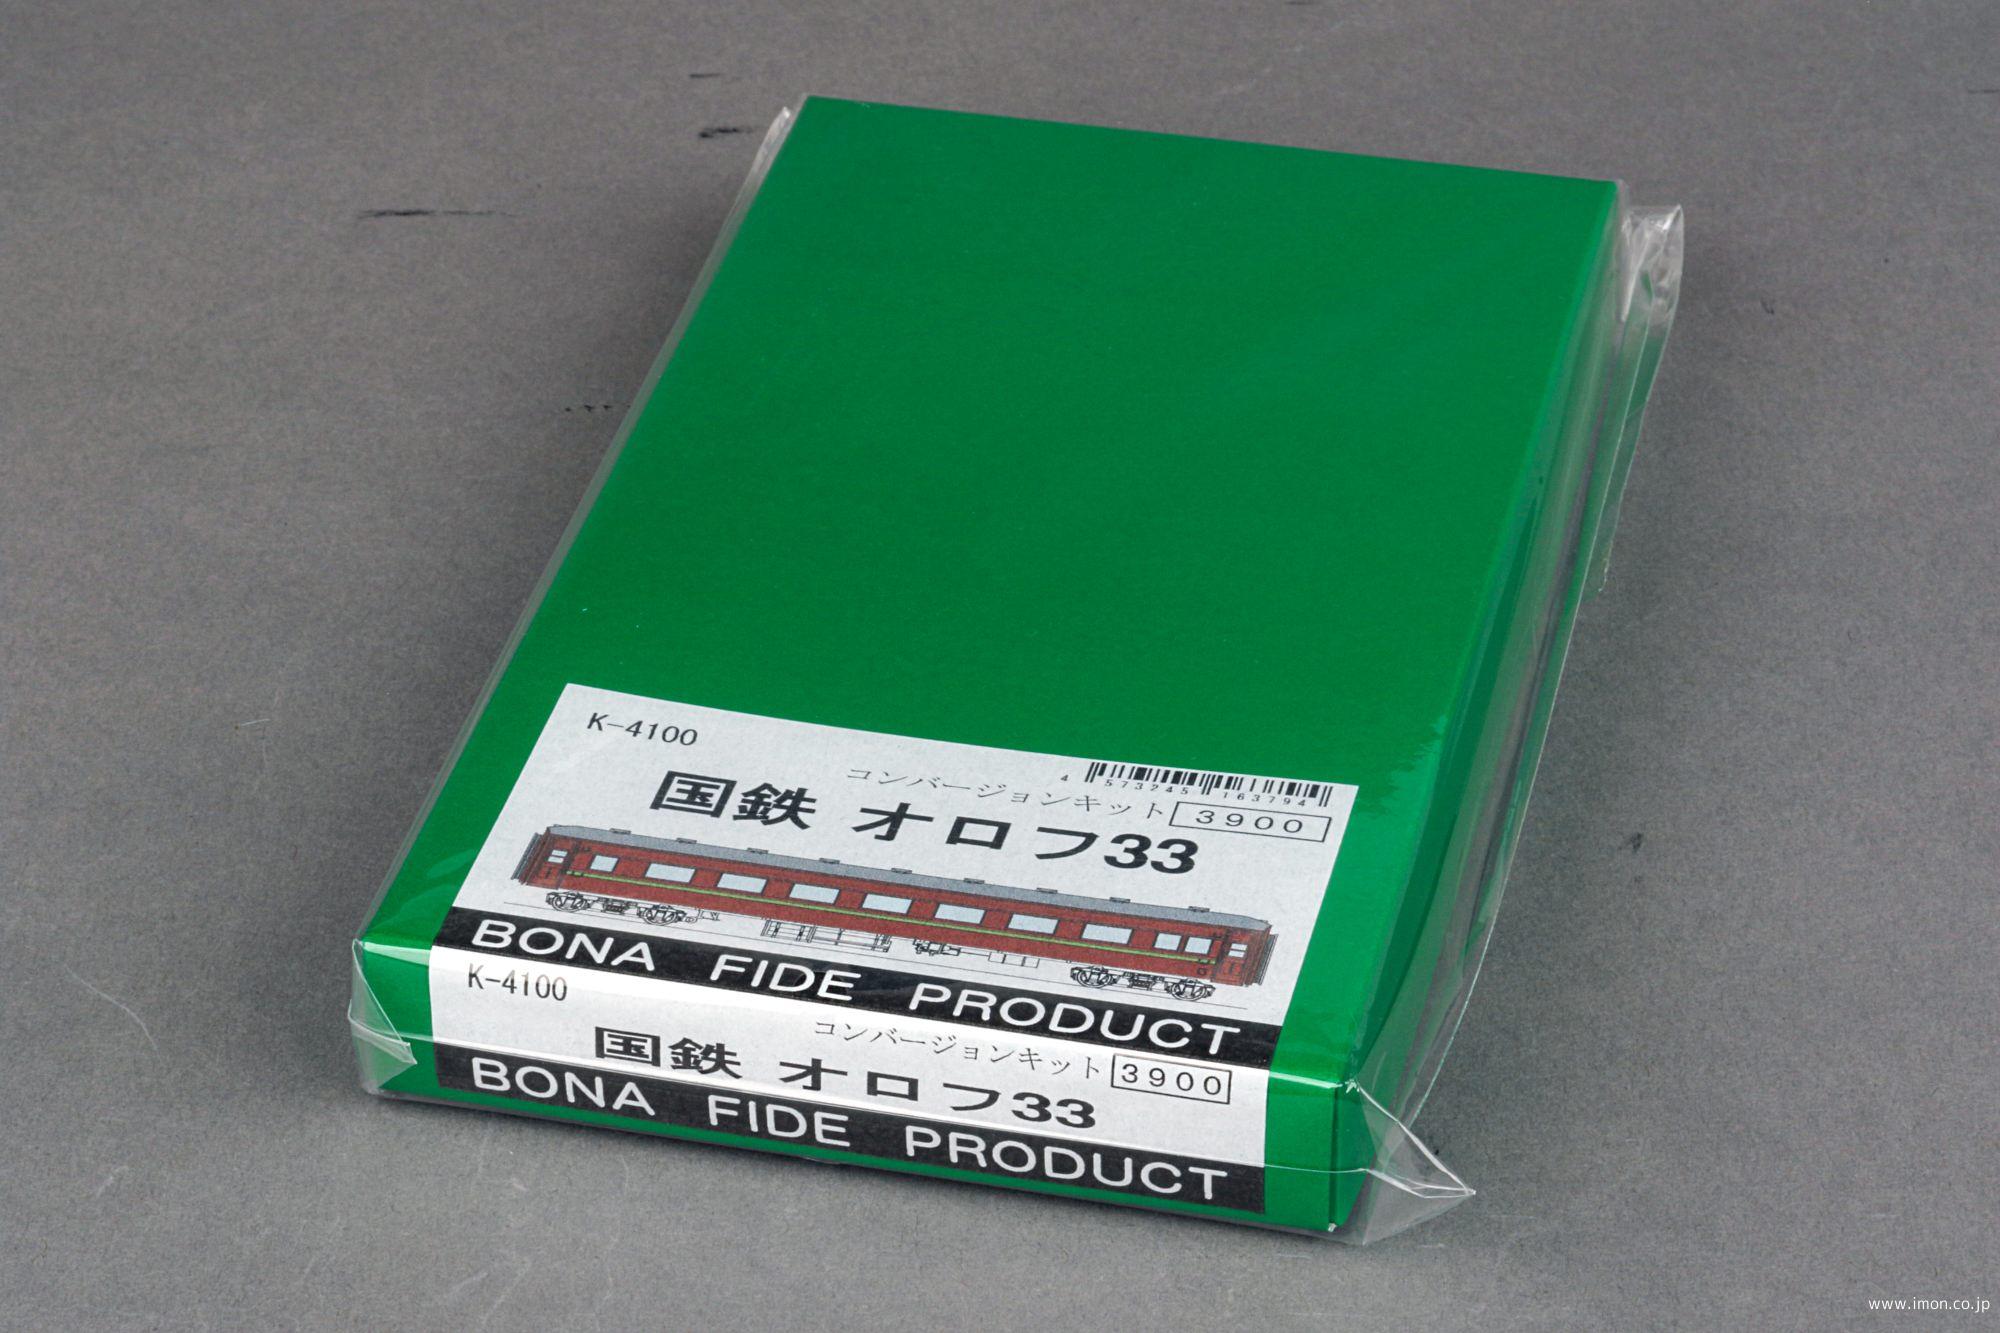 K-4100
4 573245 163794
コンバージョンキット 3900
国鉄 オロフ33
BONA FIDE PRODUCT
K-4100
コンバージョンキット 3900
国鉄 オロフ33
BONA FIDE PRODUCT
www.imon.co.jp